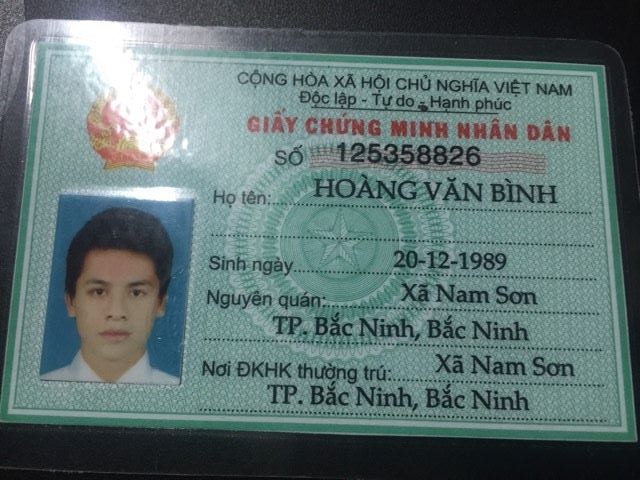 CỘNG HÒA XÃ HỘI CHỦ NGHĨA VIỆT NAM
Độc lập - Tự do - Hạnh phúc
GIẤY CHỨNG MINH NHÂN DÂN
SỐ 125358826
Họ tên: HOÀNG VĂN BÌNH
Sinh ngày 20-12-1989
Nguyên quán: Xã Nam Sơn
TP. Bắc Ninh, Bắc Ninh
Nơi ĐKHK thường trú: Xã Nam Sơn
TP. Bắc Ninh, Bắc Ninh